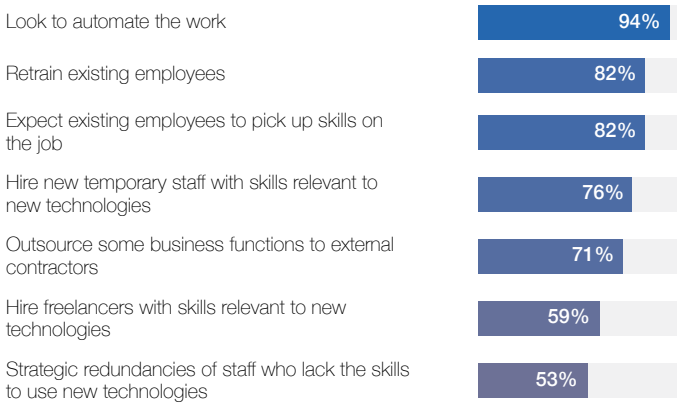 Look to automate the work
94%
Retrain existing employees
82%
Expect existing employees to pick up skills on
the job
82%
Hire new temporary staff with skills relevant to
new technologies
76%
Outsource some business functions to external
contractors
71%
Hire freelancers with skills relevant to new
technologies
59%
Strategic redundancies of staff who lack the skills
to use new technologies
53%